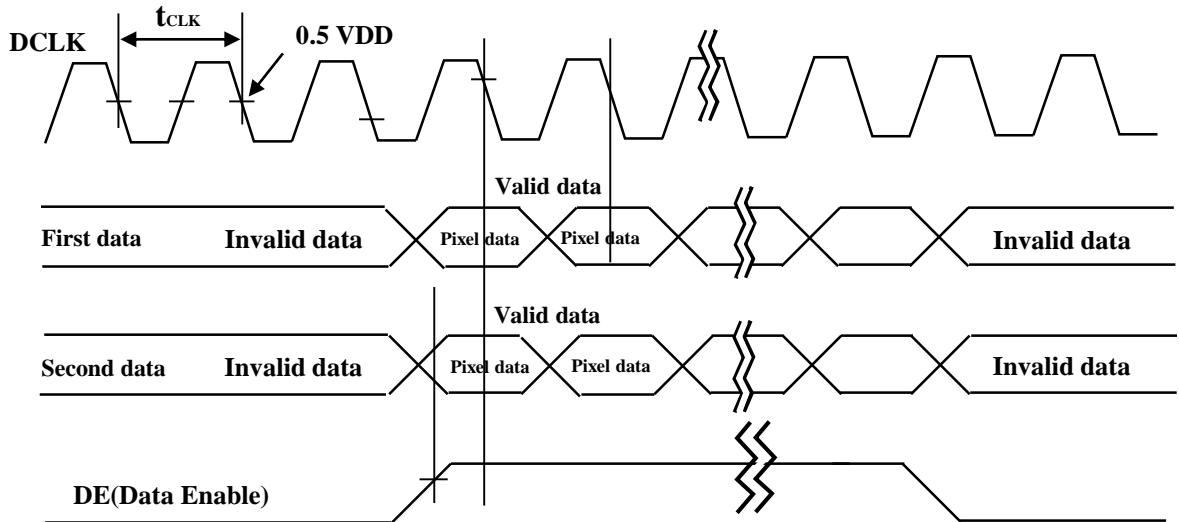 tCLK
DCLK
0.5 VDD
Valid data
First data
Invalid data
Pixel data
Pixel data
Invalid data
Valid data
Second data
Invalid data
Pixel data
Pixel data
Invalid data
DE(Data Enable)